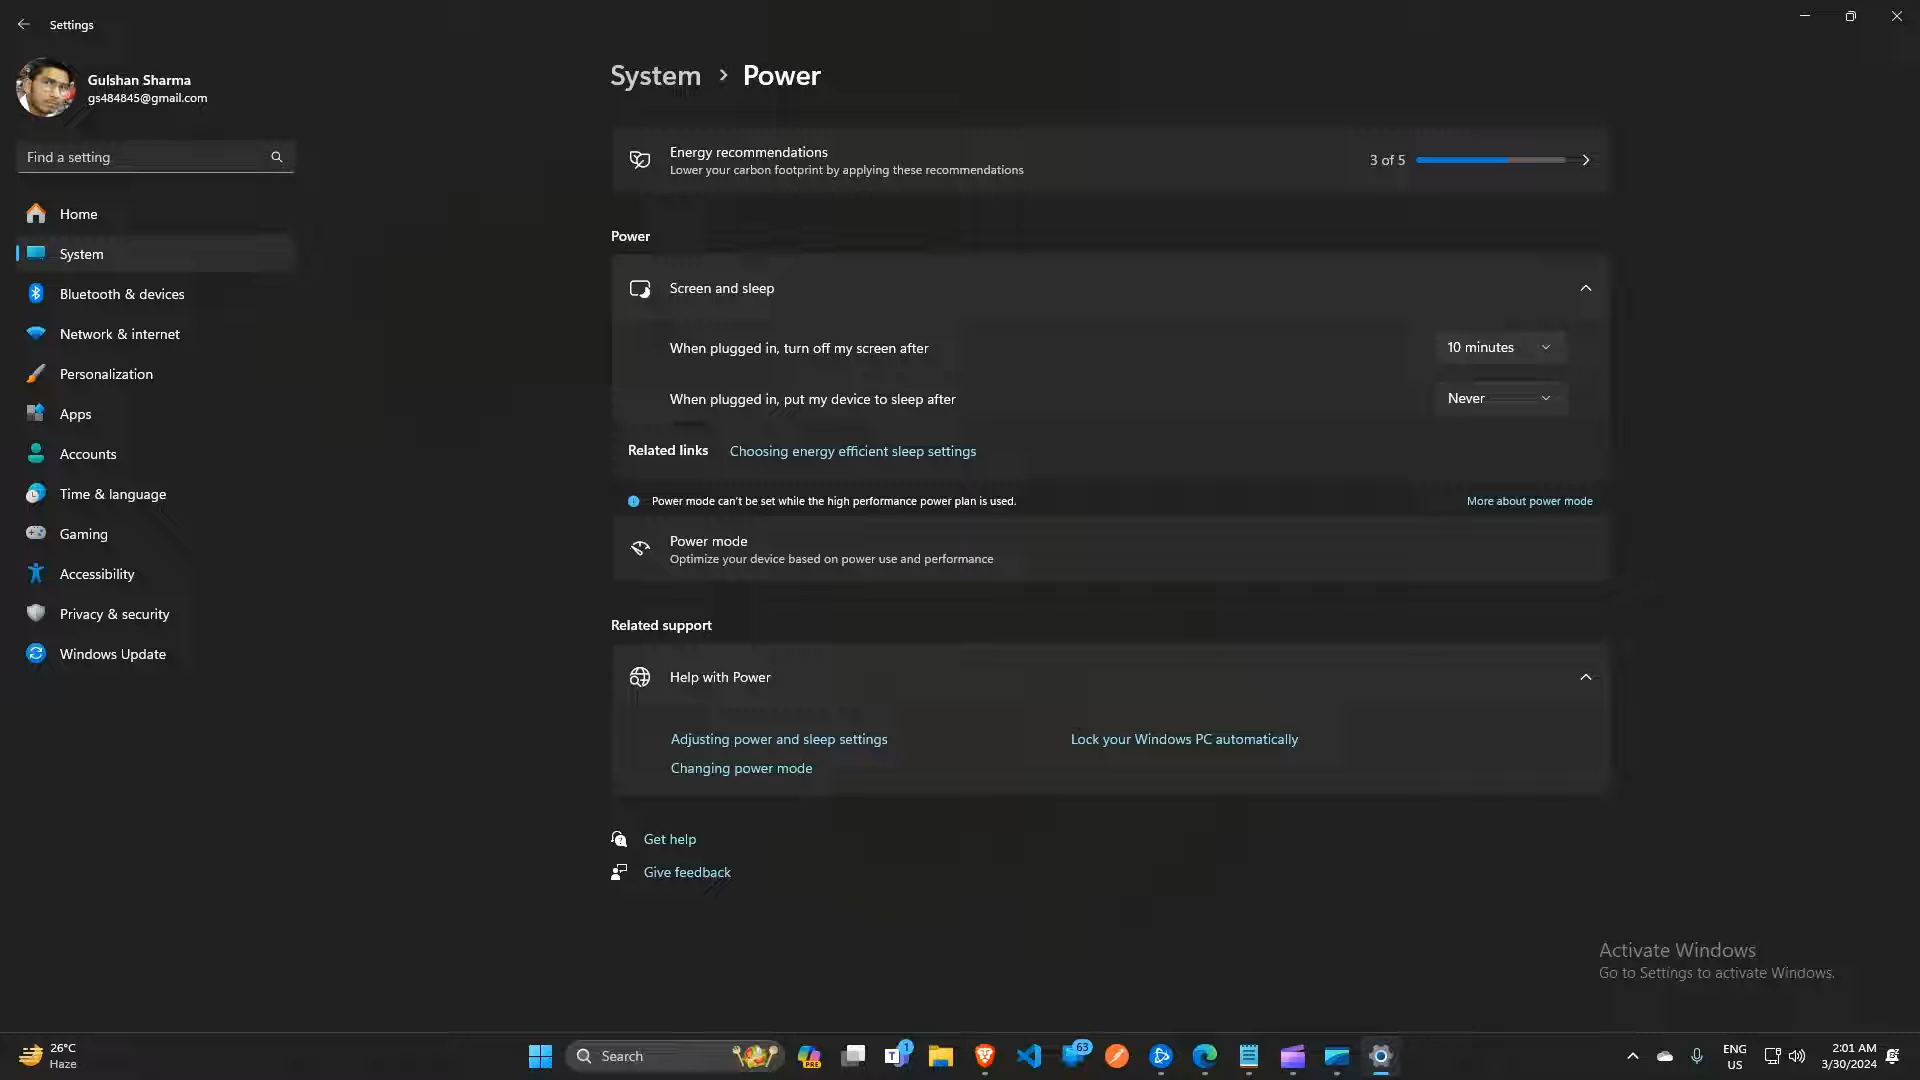 Settings
Gulshan Sharma
gs484845@gmail.com
Find a setting
Home
System
Bluetooth & devices
Network & internet
Personalization
Apps
Accounts
Time & language
Gaming
Accessibility
Privacy & security
Windows Update
System › Power
Energy recommendations
Lower your carbon footprint by applying these recommendations
3 of 5
Power
Screen and sleep
When plugged in, turn off my screen after
10 minutes
When plugged in, put my device to sleep after
Never
Related links Choosing energy efficient sleep settings
Power mode can't be set while the high performance power plan is used.
More about power mode
Power mode
Optimize your device based on power use and performance
Related support
Help with Power
Adjusting power and sleep settings
Lock your Windows PC automatically
Changing power mode
Get help
Give feedback
Activate Windows
Go to Settings to activate Windows.
26°C
Haze
Search
PRE
T
1
63
ENG
US
2:01 AM
3/30/2024